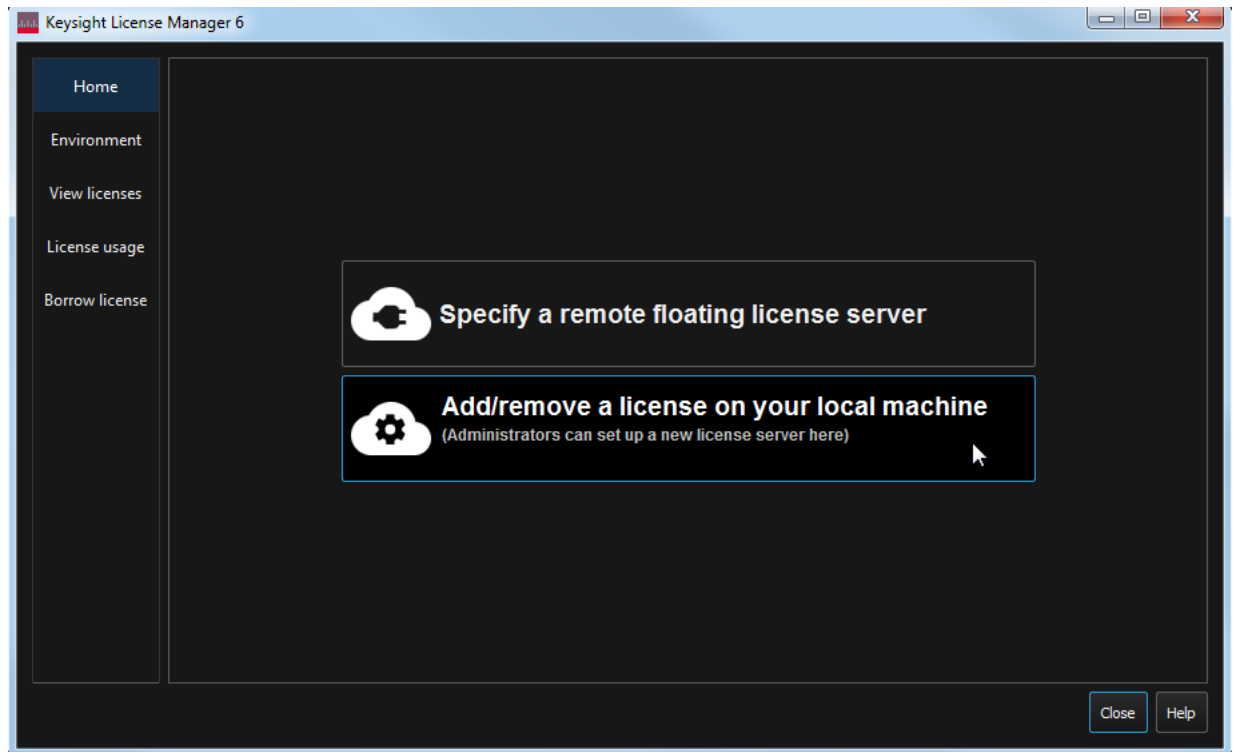 Keysight License Manager 6
Home
Environment
View licenses
License usage
Borrow license
Specify a remote floating license server
Add/remove a license on your local machine
(Administrators can set up a new license server here)
Close
Help